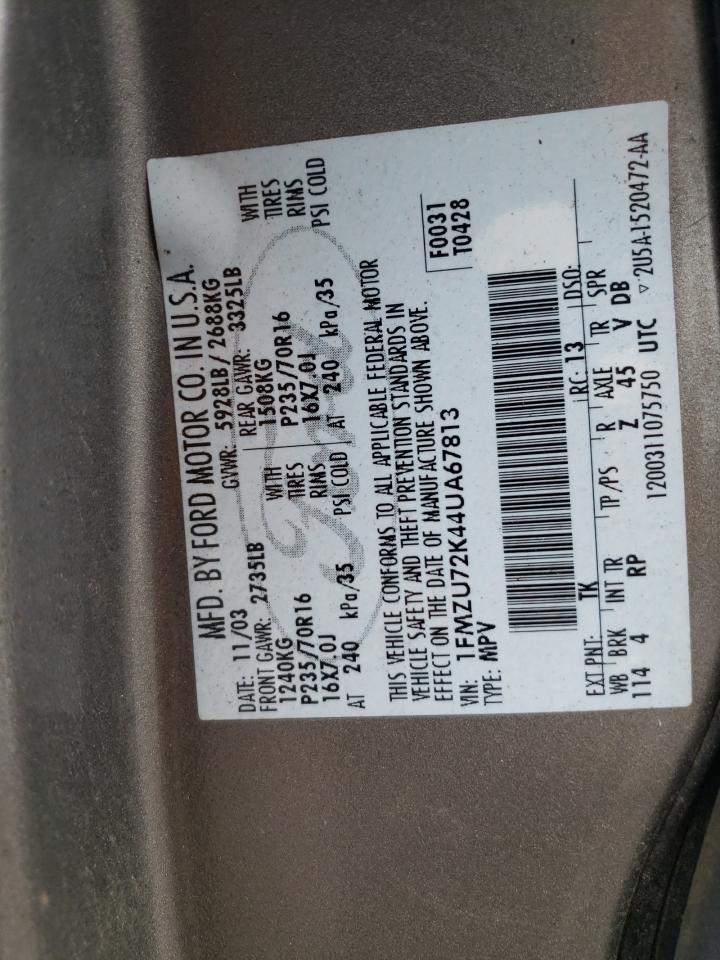 MFD. BY FORD MOTOR CO. IN U.S.A.
DATE: 11/03 GVWR: 5928LB / 2688KG
FRONT GAWR: 2735LB REAR GAWR: 3325LB
1240KG WITH 1508KG WITH
P235/70R16 TIRES P235/70R16 TIRES
16X7.0J RIMS 16X7.0J RIMS
AT 240 kPa/35 PSI COLD AT 240 kPa/35 PSI COLD
Ford
THIS VEHICLE CONFORMS TO ALL APPLICABLE FEDERAL MOTOR
VEHICLE SAFETY AND THEFT PREVENTION STANDARDS IN
EFFECT ON THE DATE OF MANUFACTURE SHOWN ABOVE.
VIN: 1FMZU72K44UA67813 F0031
TYPE: MPV T0428
EXT PNT: TK RC: 13 DSO:
WB BRK INT TR TP/PS R AXLE TR SPR
114 4 RP Z 45 V DB
1200311075750 UTC ▽ 2U5A-1520472-AA